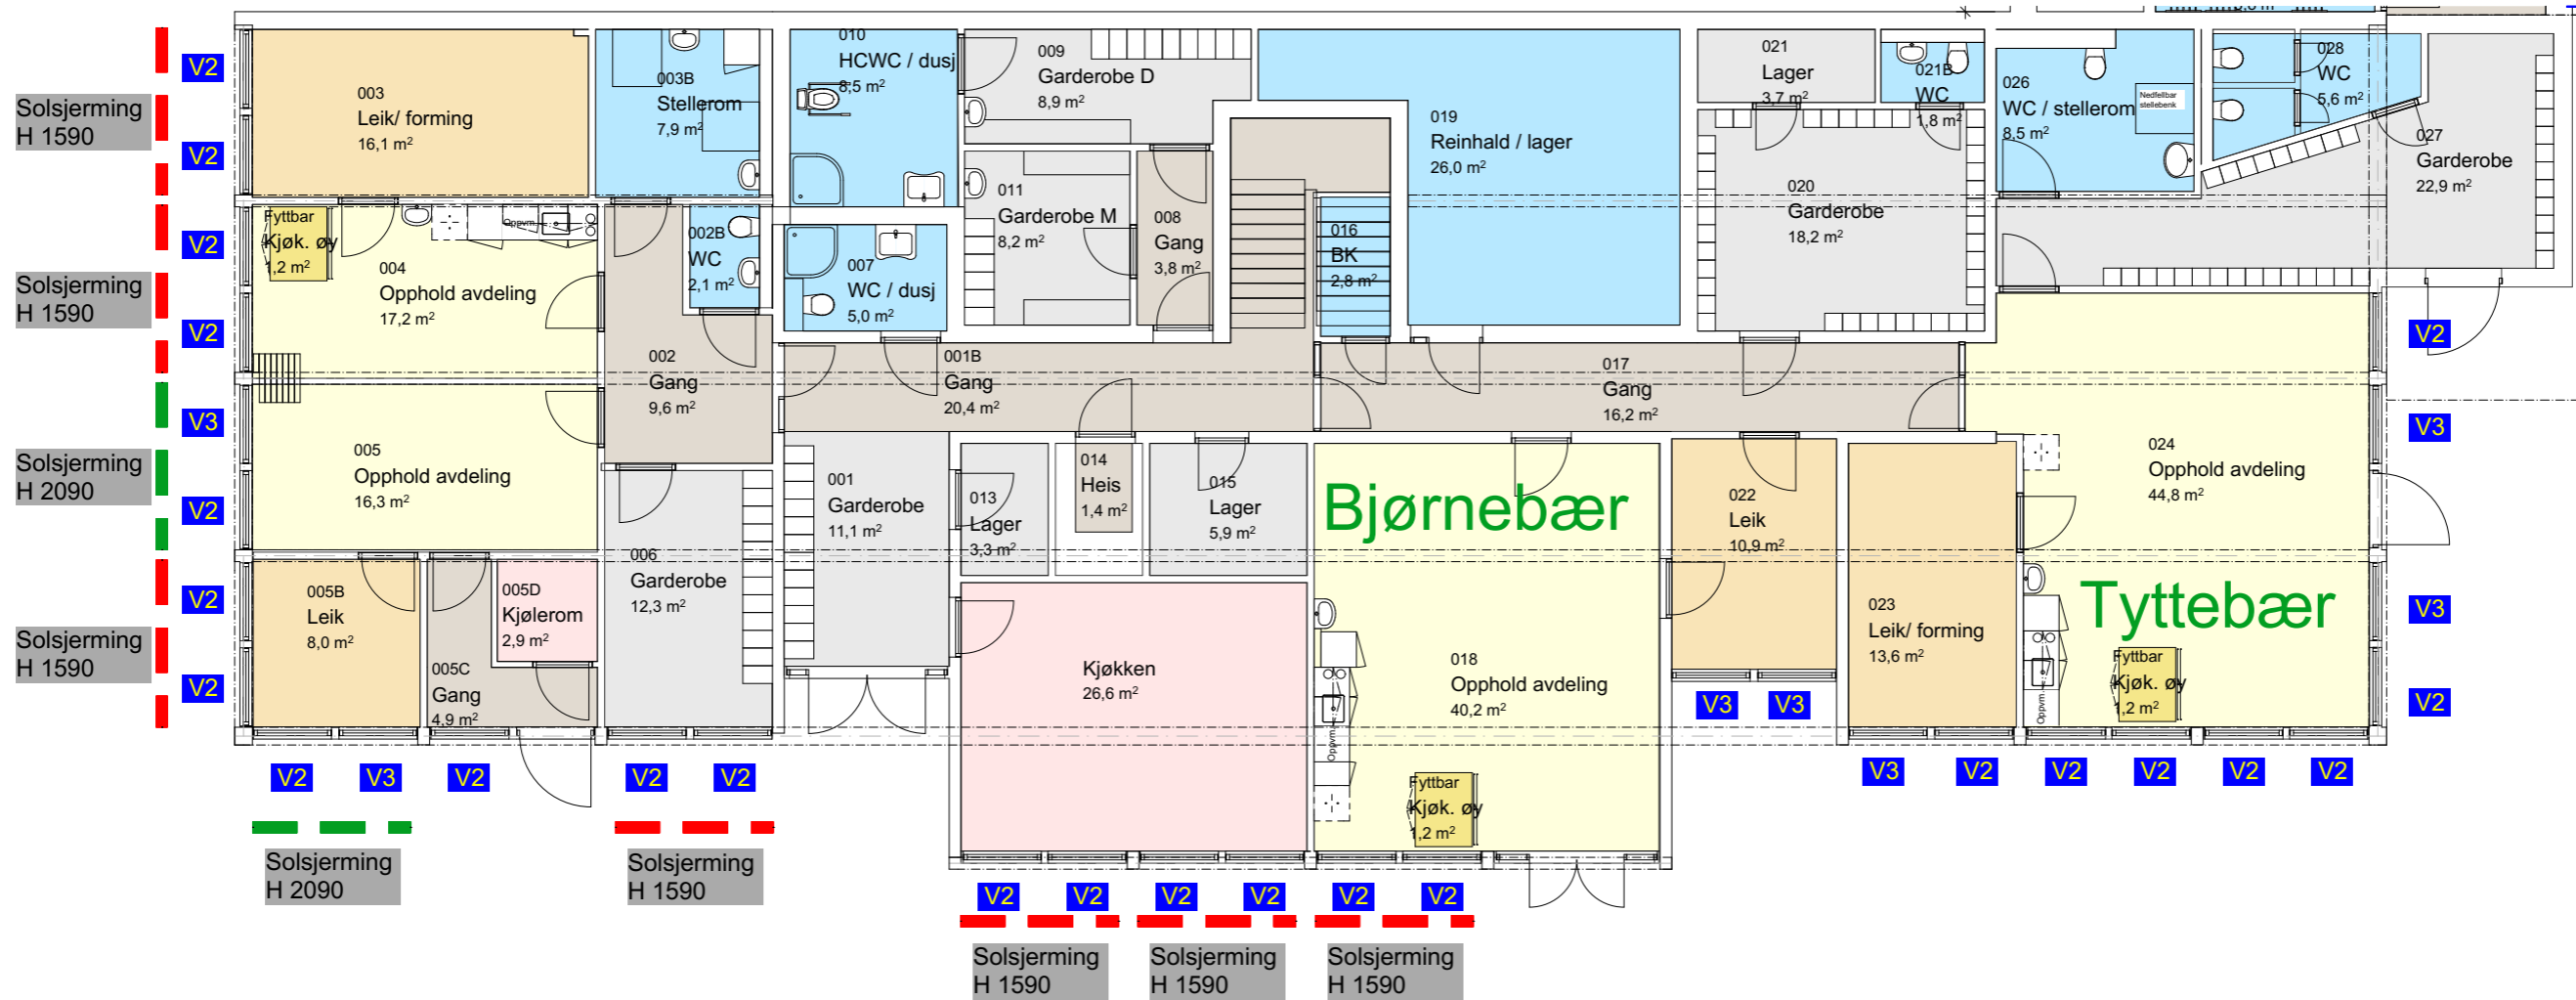 V2
Solsjerming
H 1590
V2
003
Leik/ forming
16,1 m²
003B
Stellerom
7,9 m²
010
HCWC / dusj
8,5 m²
009
Garderobe D
8,9 m²
011
Garderobe M
8,2 m²
008
Gang
3,8 m²
019
Reinhald / lager
26,0 m²
016
BK
2,8 m²
021
Lager
3,7 m²
021B
WC
1,8 m²
020
Garderobe
18,2 m²
026
WC / stellerom
8,5 m²
Nedfellbar
stellebenk
028
WC
5,6 m²
027
Garderobe
22,9 m²
V2
Solsjerming
H 1590
V2
Fyttbar
Kjøk. øy
1,2 m²
Oppvm.
004
Opphold avdeling
17,2 m²
002B
WC
2,1 m²
007
WC / dusj
5,0 m²
002
Gang
9,6 m²
001B
Gang
20,4 m²
017
Gang
16,2 m²
V2
V3
Solsjerming
H 2090
V2
005
Opphold avdeling
16,3 m²
001
Garderobe
11,1 m²
013
Lager
3,3 m²
014
Heis
1,4 m²
015
Lager
5,9 m²
Bjørnebær
022
Leik
10,9 m²
024
Opphold avdeling
44,8 m²
V3
V2
Solsjerming
H 1590
V2
005B
Leik
8,0 m²
005C
Gang
4,9 m²
005D
Kjølerom
2,9 m²
006
Garderobe
12,3 m²
Kjøkken
26,6 m²
018
Opphold avdeling
40,2 m²
Oppvm.
Fyttbar
Kjøk. øy
1,2 m²
V3
V3
023
Leik/ forming
13,6 m²
Tyttebær
Oppvm.
Fyttbar
Kjøk. øy
1,2 m²
V3
V2
V2
V3
V2
V2
V2
V3
V2
V2
V2
V2
V2
Solsjerming
H 2090
Solsjerming
H 1590
V2
V2
V2
V2
V2
V2
Solsjerming
H 1590
Solsjerming
H 1590
Solsjerming
H 1590